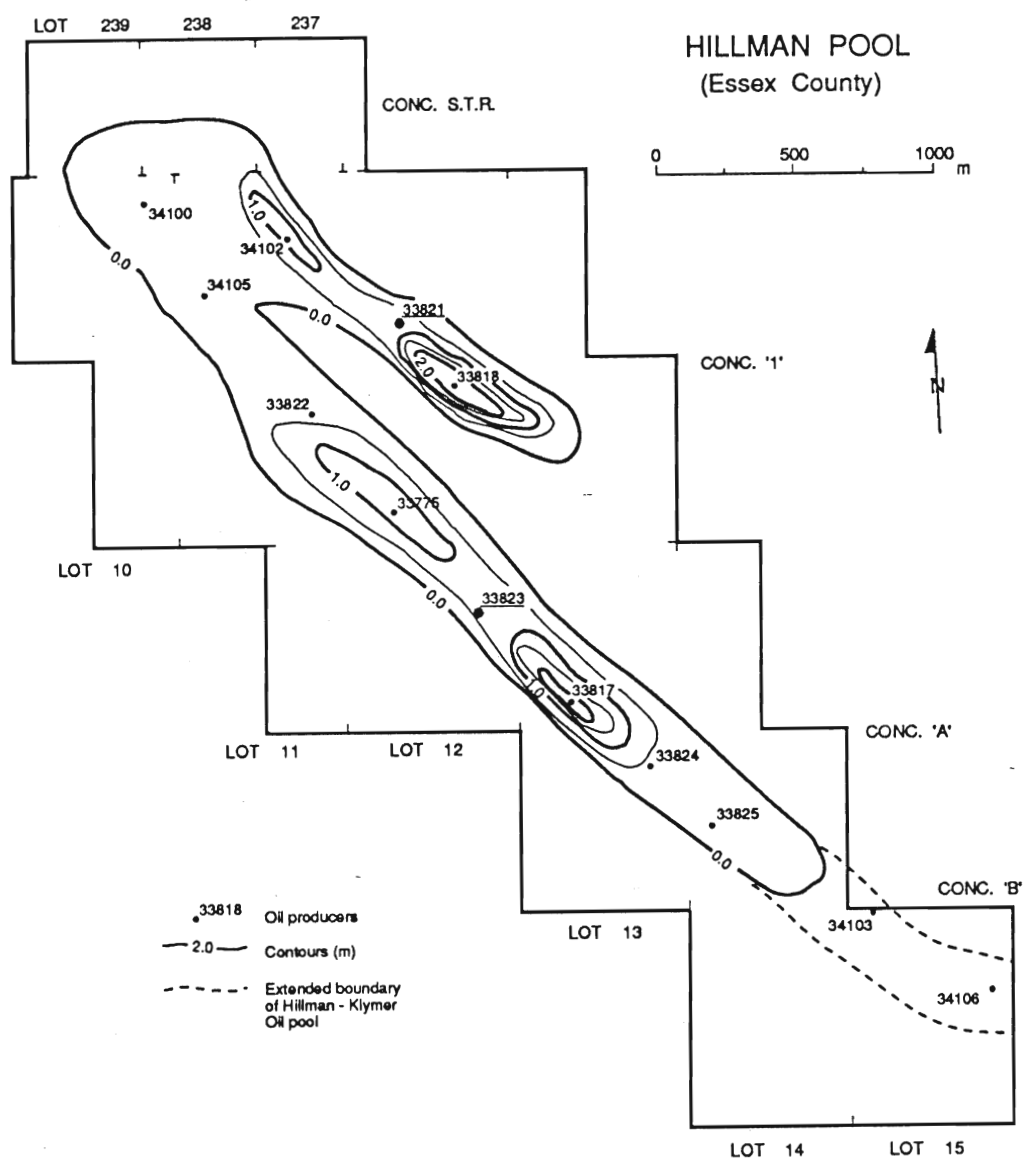 LOT 239 238 237
HILLMAN POOL
(Essex County)
CONC. S.T.R.
0 500 1000 m
34100
1.0
34102
0.0
34105
0.0
33821
2.0
33818
CONC. '1'
N
33822
1.0
33775
LOT 10
0.0
33823
1.0
33817
LOT 11
LOT 12
CONC. 'A'
33824
33825
0.0
CONC. 'B'
33818 Oil producers
34103
LOT 13
2.0 Contours (m)
Extended boundary
of Hillman - Klymer
Oil pool
34106
LOT 14
LOT 15